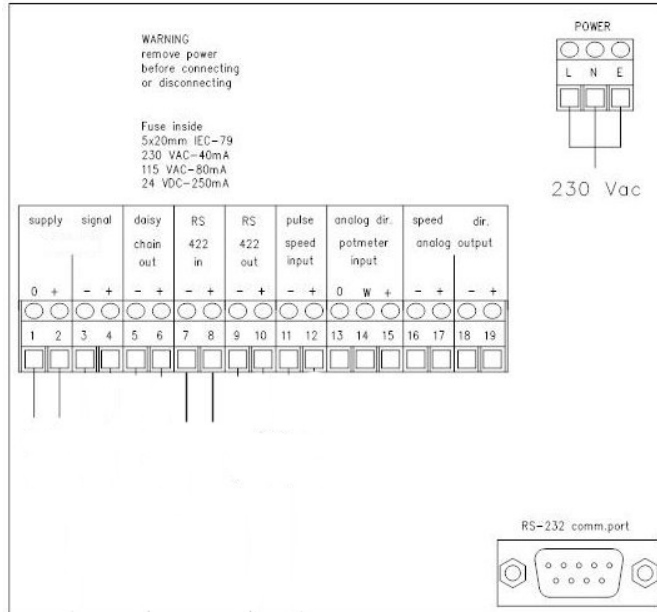 POWER
WARNING
remove power
before connecting
or disconnecting
L N E
Fuse inside
5x20mm IEC-79
230 VAC-40mA
115 VAC-80mA
24 VDC-250mA
230 Vac
supply signal daisy RS RS pulse analog dir. speed dir.
chain 422 422 speed potmeter analog output
out in out input input
0 + - + - + - + - + - + 0 W + - + - +
1 2 3 4 5 6 7 8 9 10 11 12 13 14 15 16 17 18 19
RS-232 comm.port